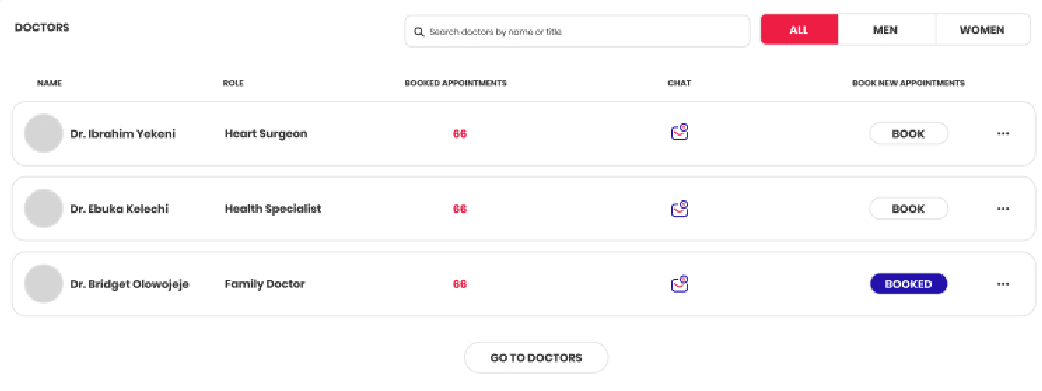 DOCTORS
Search doctors by name or title
ALL MEN WOMEN
NAME ROLE BOOKED APPOINTMENTS CHAT BOOK NEW APPOINTMENTS
Dr. Ibrahim Yekeni Heart Surgeon 66 BOOK ...
Dr. Ebuka Kelechi Health Specialist 66 BOOK ...
Dr. Bridget Olowojeje Family Doctor 66 BOOKED ...
GO TO DOCTORS